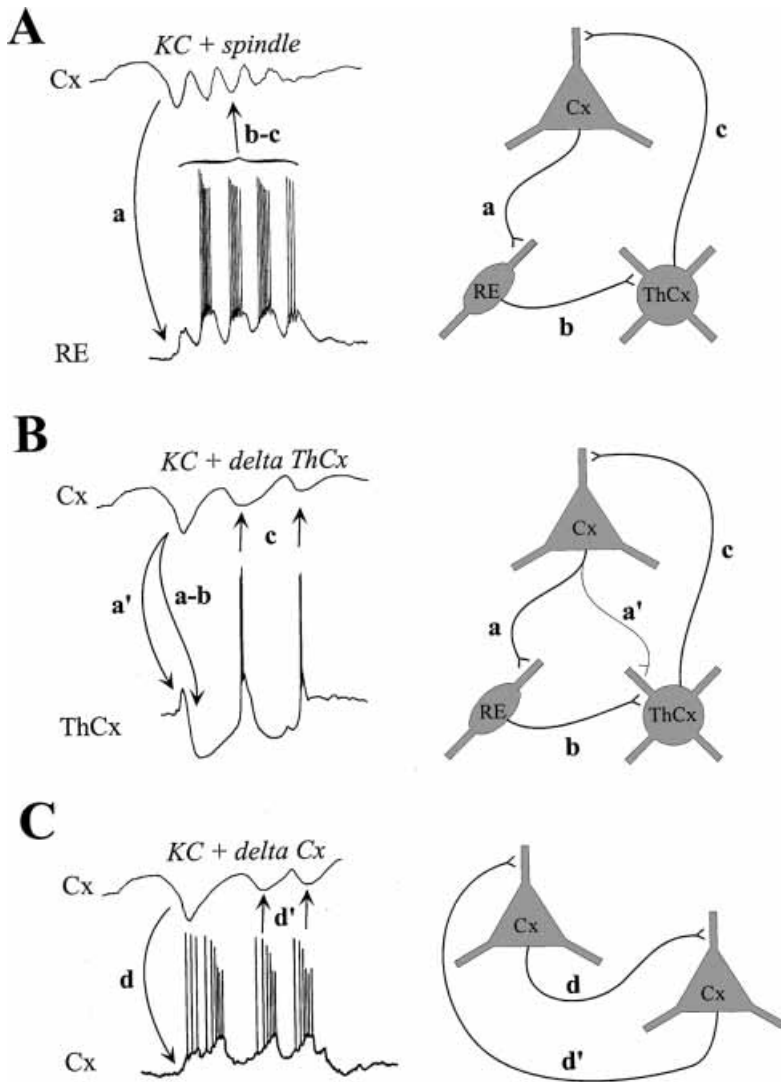 A
KC + spindle
Cx
b-c
a
RE
Cx
c
a
RE
ThCx
b
B
KC + delta ThCx
Cx
c
a'
a-b
ThCx
Cx
c
a
a'
RE
ThCx
b
C
KC + delta Cx
Cx
d'
d
Cx
Cx
d
Cx
d'